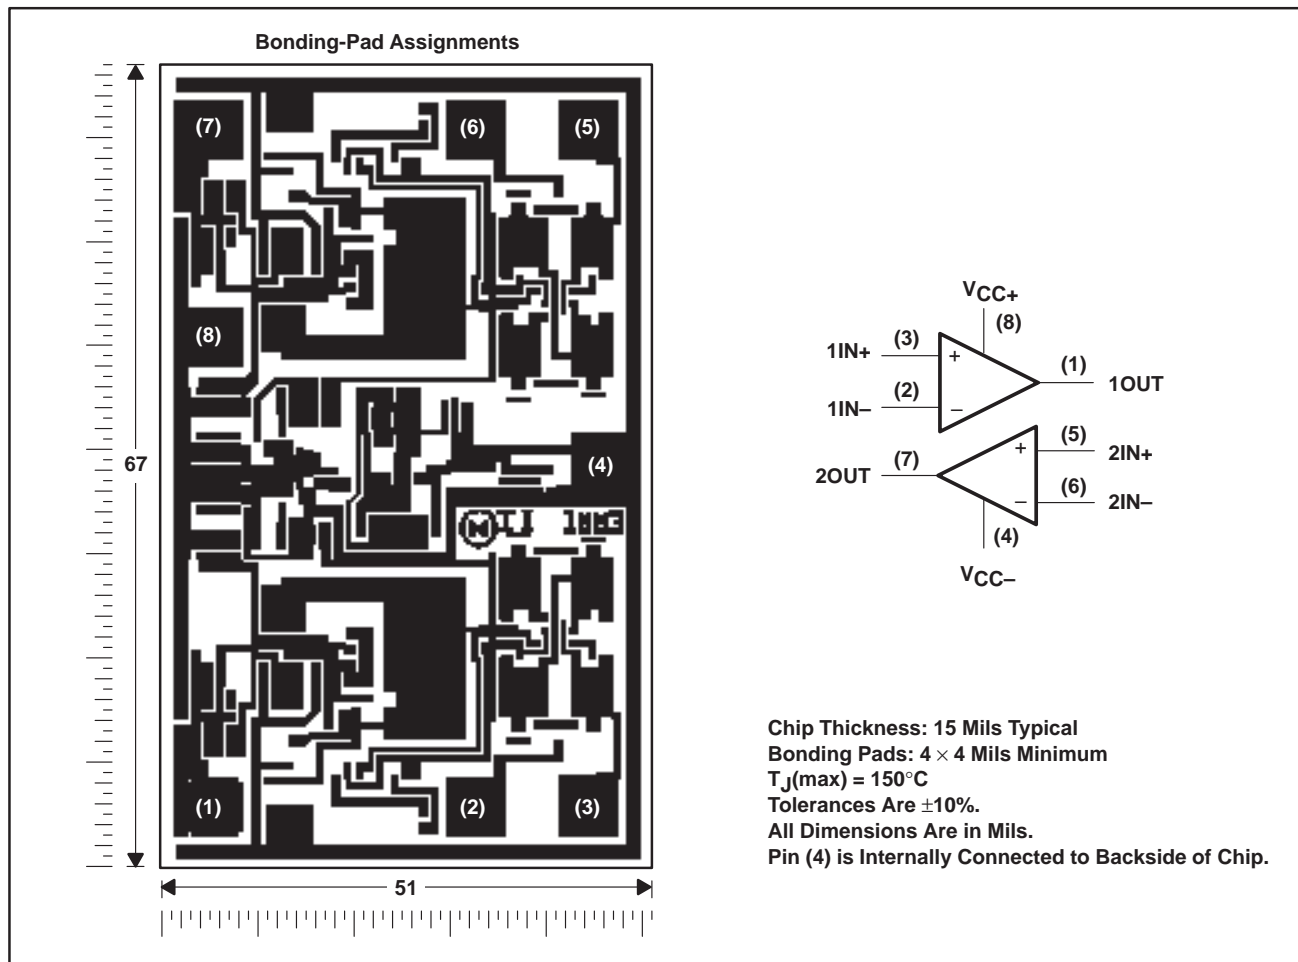 Bonding-Pad Assignments
(7)
(6)
(5)
(8)
(4)
67
TI
(1)
(2)
(3)
51
VCC+
(8)
1IN+
(3)
+
(1)
1OUT
1IN–
(2)
–
(5)
2IN+
+
2OUT
(7)
(6)
2IN–
–
(4)
VCC–
Chip Thickness: 15 Mils Typical
Bonding Pads: 4 × 4 Mils Minimum
TJ(max) = 150°C
Tolerances Are ±10%.
All Dimensions Are in Mils.
Pin (4) is Internally Connected to Backside of Chip.